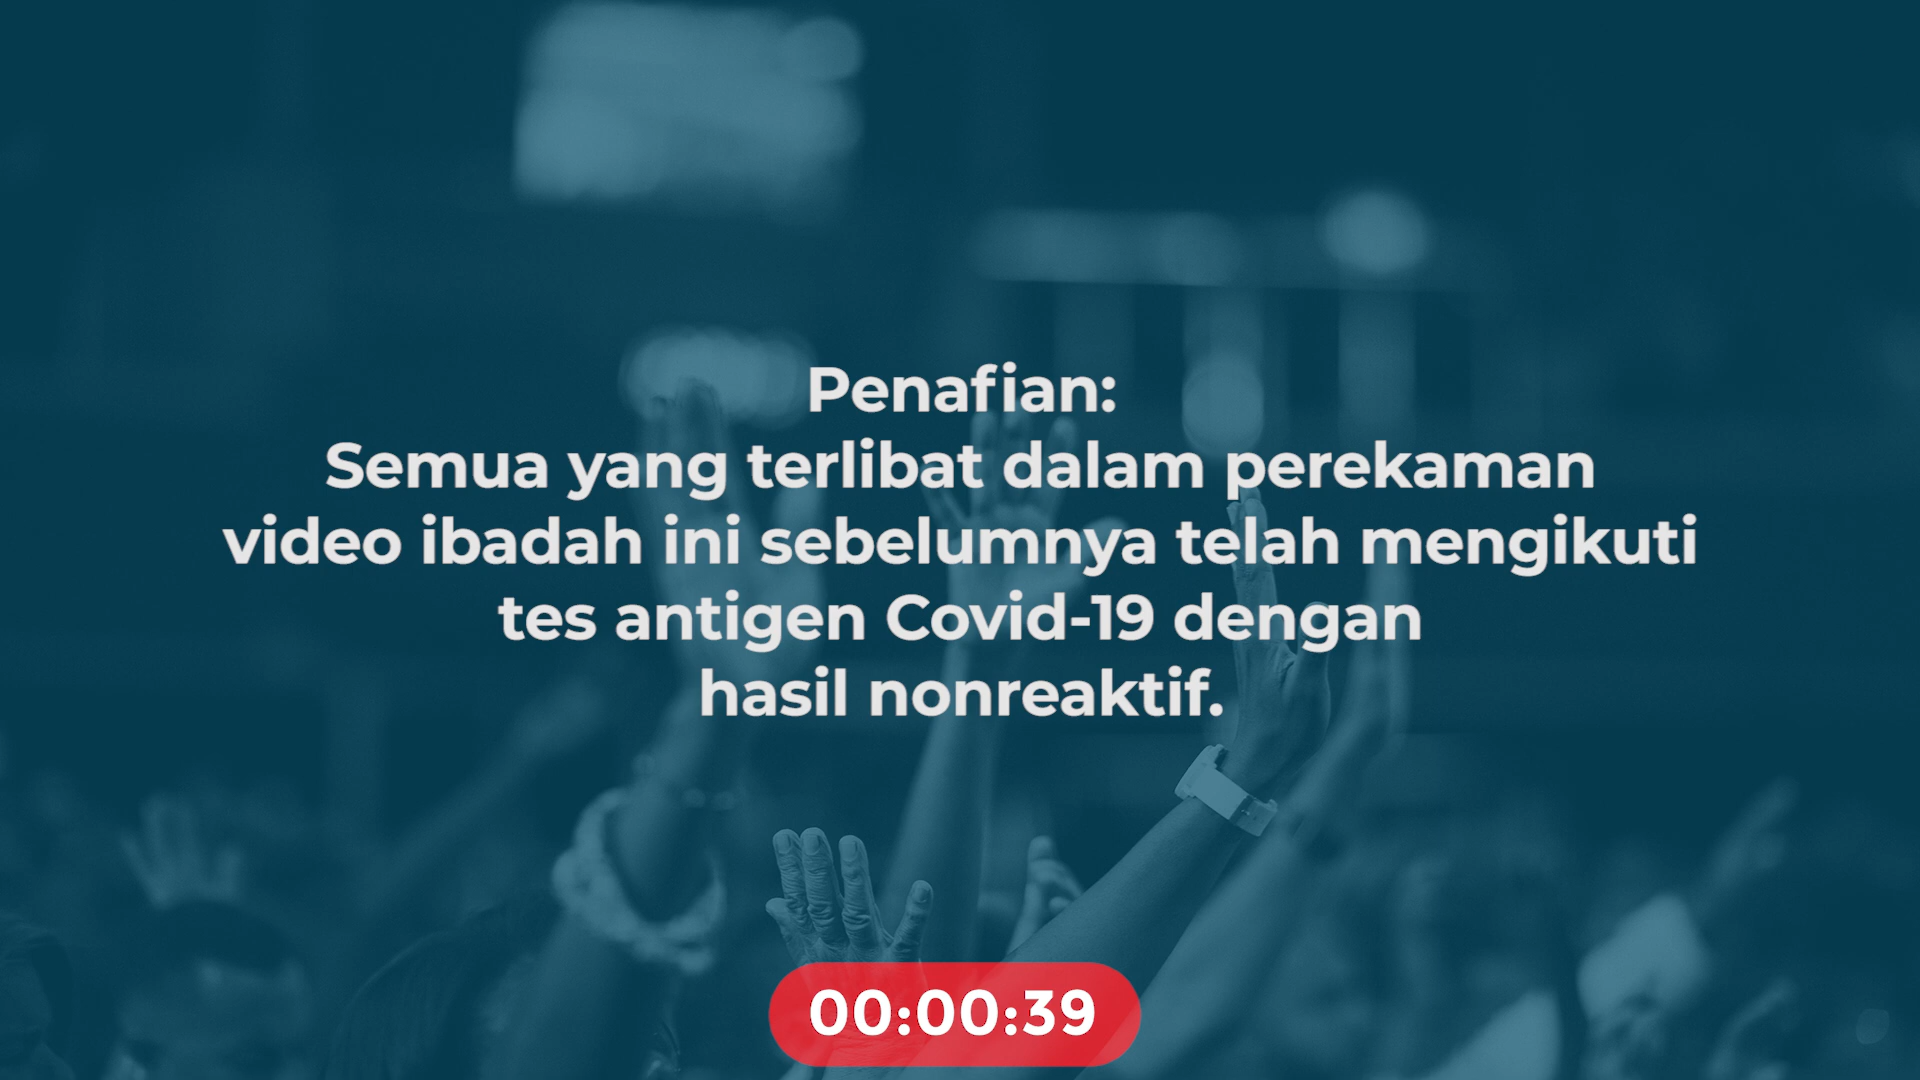 Penafian:
Semua yang terlibat dalam perekaman
video ibadah ini sebelumnya telah mengikuti
tes antigen Covid-19 dengan
hasil nonreaktif.
00:00:39